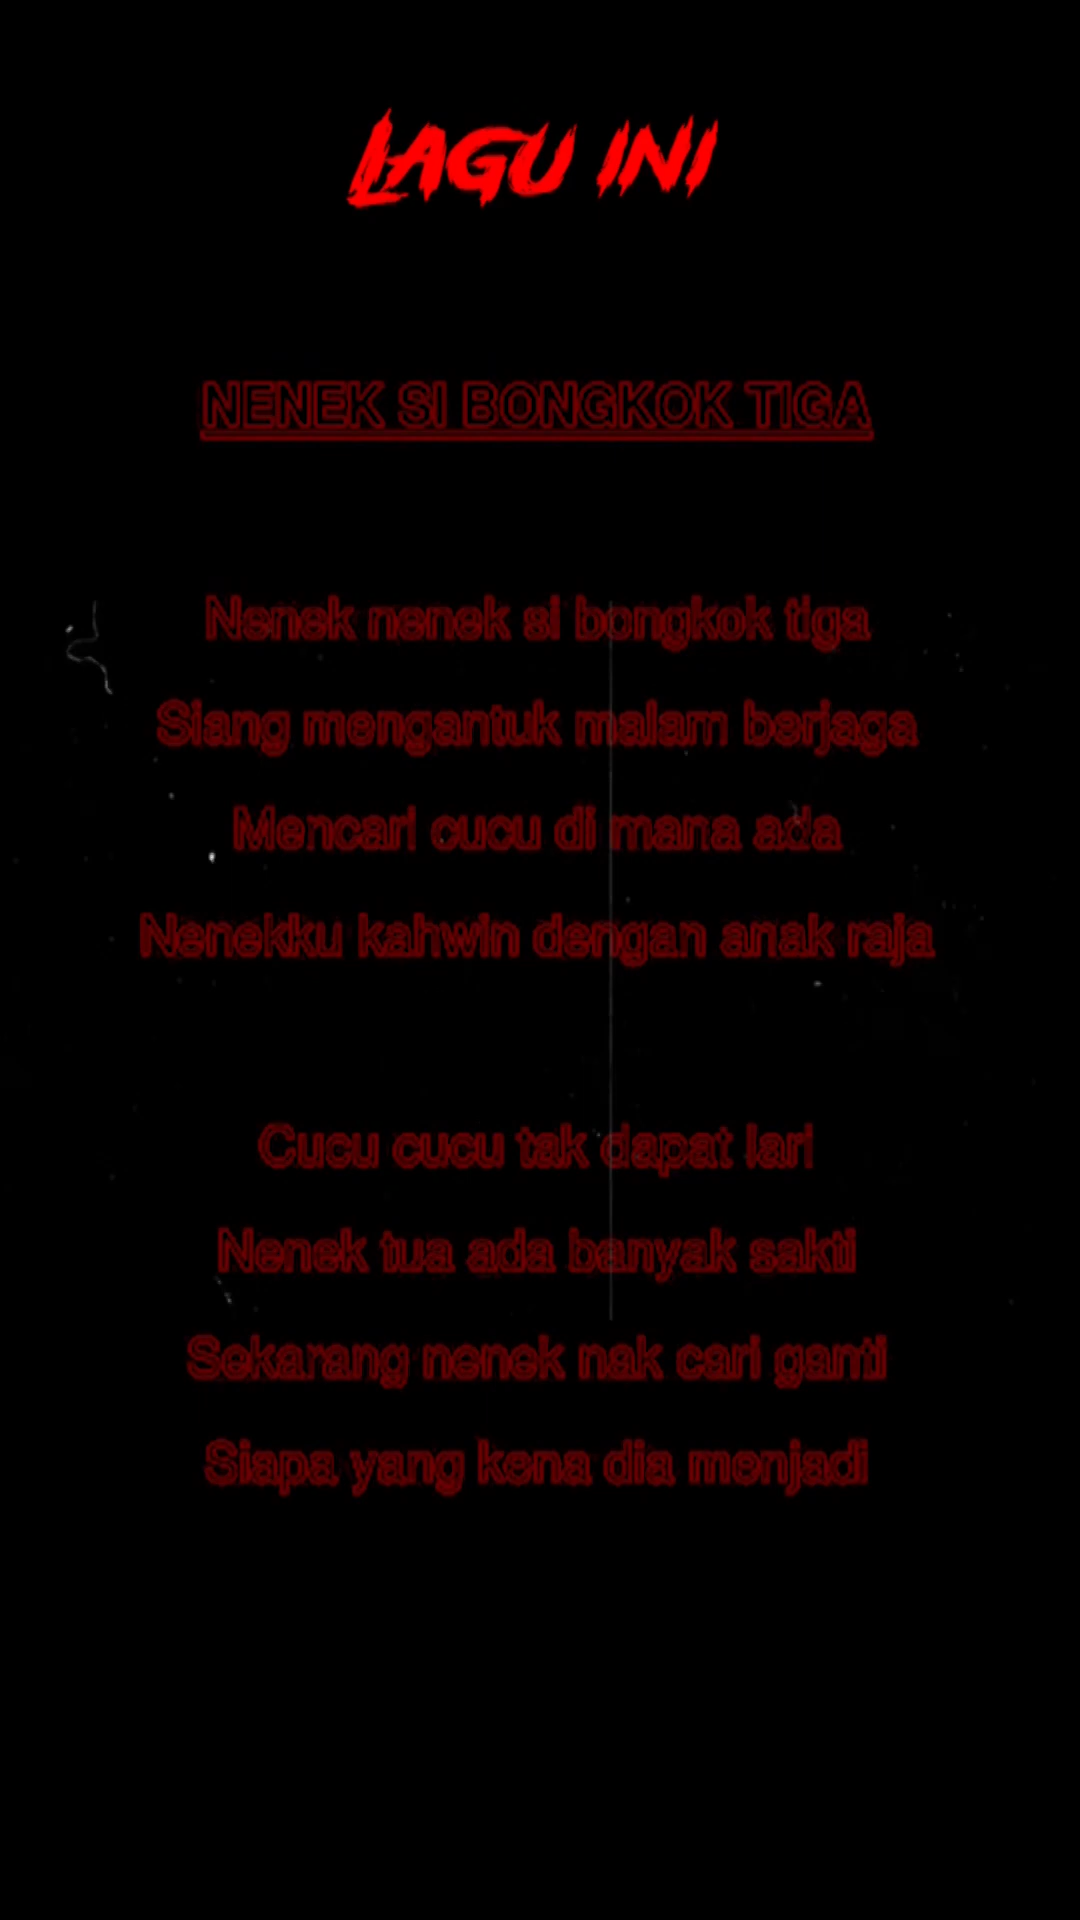 LAGU INI
NENEK SI BONGKOK TIGA
Nenek nenek si bongkok tiga
Siang mengantuk malam berjaga
Mencari cucu di mana ada
Nenekku kahwin dengan anak raja
Cucu cucu tak dapat lari
Nenek tua ada banyak sakti
Sekarang nenek nak cari ganti
Siapa yang kena dia menjadi